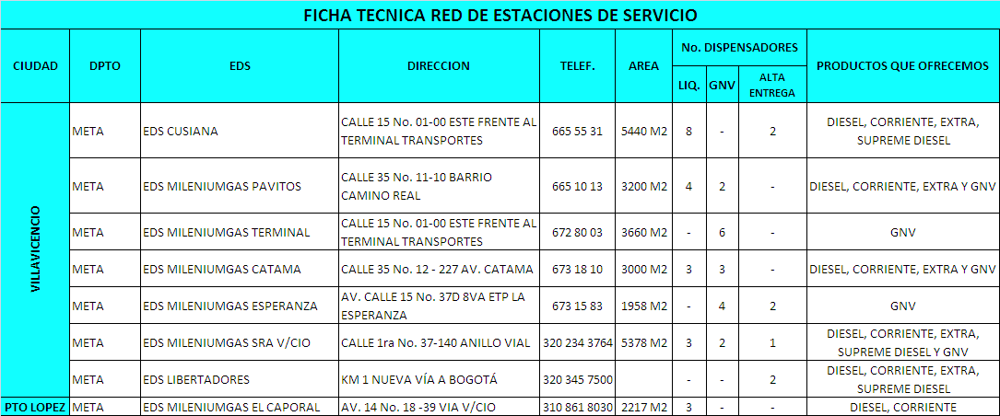 FICHA TECNICA RED DE ESTACIONES DE SERVICIO
CIUDAD DPTO EDS DIRECCION TELEF. AREA No. DISPENSADORES PRODUCTOS QUE OFRECEMOS
LIQ. GNV ALTA
ENTREGA
VILLAVICENCIO
META EDS CUSIANA CALLE 15 No. 01-00 ESTE FRENTE AL
TERMINAL TRANSPORTES 665 55 31 5440 M2 8 - 2 DIESEL, CORRIENTE, EXTRA,
SUPREME DIESEL
META EDS MILENIUMGAS PAVITOS CALLE 35 No. 11-10 BARRIO
CAMINO REAL 665 10 13 3200 M2 4 2 - DIESEL, CORRIENTE, EXTRA Y GNV
META EDS MILENIUMGAS TERMINAL CALLE 15 No. 01-00 ESTE FRENTE AL
TERMINAL TRANSPORTES 672 80 03 3660 M2 - 6 - GNV
META EDS MILENIUMGAS CATAMA CALLE 35 No. 12 - 227 AV. CATAMA 673 18 10 3000 M2 3 3 - DIESEL, CORRIENTE, EXTRA Y GNV
META EDS MILENIUMGAS ESPERANZA AV. CALLE 15 No. 37D 8VA ETP LA
ESPERANZA 673 15 83 1958 M2 - 4 2 GNV
META EDS MILENIUMGAS SRA V/CIO CALLE 1ra No. 37-140 ANILLO VIAL 320 234 3764 5378 M2 3 2 1 DIESEL, CORRIENTE, EXTRA,
SUPREME DIESEL Y GNV
META EDS LIBERTADORES KM 1 NUEVA VÍA A BOGOTÁ 320 345 7500 - - 2 DIESEL, CORRIENTE, EXTRA,
SUPREME DIESEL
PTO LOPEZ META EDS MILENIUMGAS EL CAPORAL AV. 14 No. 18 -39 VIA V/CIO 310 861 8030 2217 M2 3 - - DIESEL, CORRIENTE